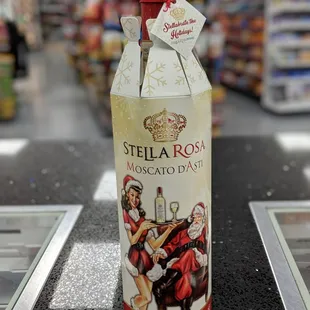 Stellabrate the
Holidays!
STELLA ROSA
MOSCATO D'ASTI